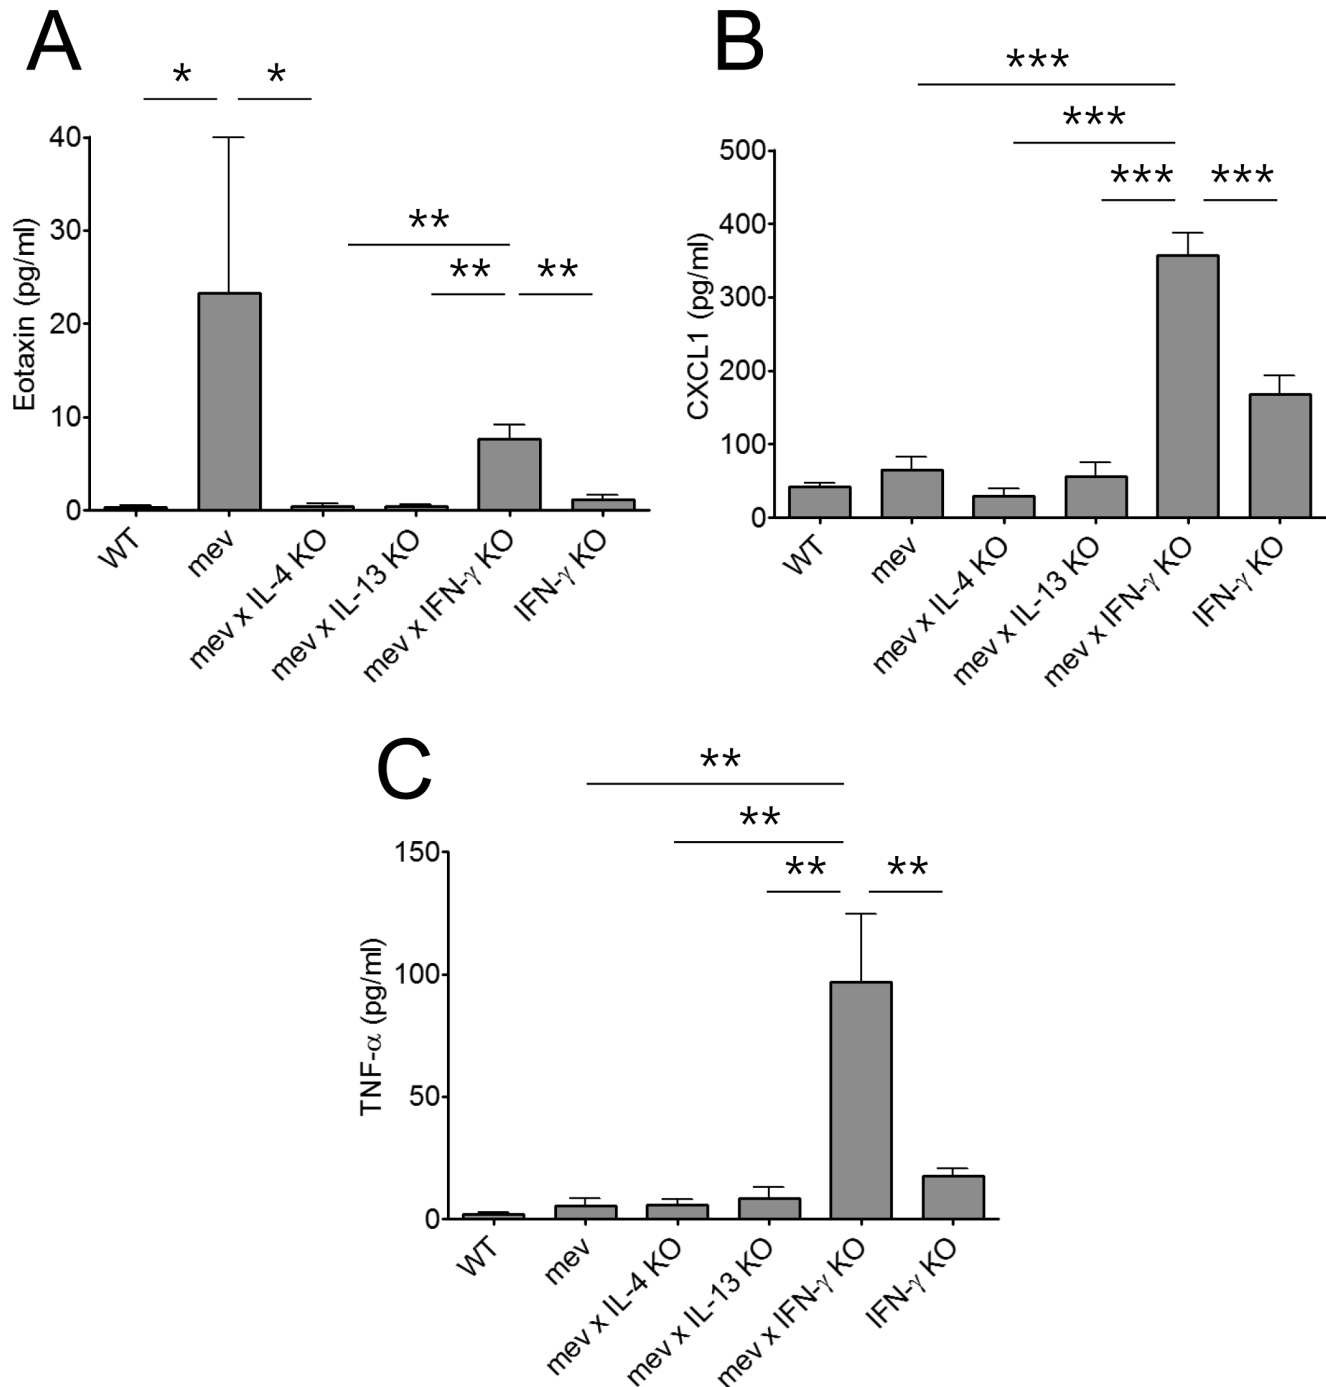 A
* *
** 
** **
Eotaxin (pg/ml)
40
30
20
10
0
WT
mev
mev x IL-4 KO
mev x IL-13 KO
mev x IFN-γ KO
IFN-γ KO
B
***
***
*** ***
CXCL1 (pg/ml)
500
400
300
200
100
0
WT
mev
mev x IL-4 KO
mev x IL-13 KO
mev x IFN-γ KO
IFN-γ KO
C
**
**
** **
TNF-α (pg/ml)
150
100
50
0
WT
mev
mev x IL-4 KO
mev x IL-13 KO
mev x IFN-γ KO
IFN-γ KO